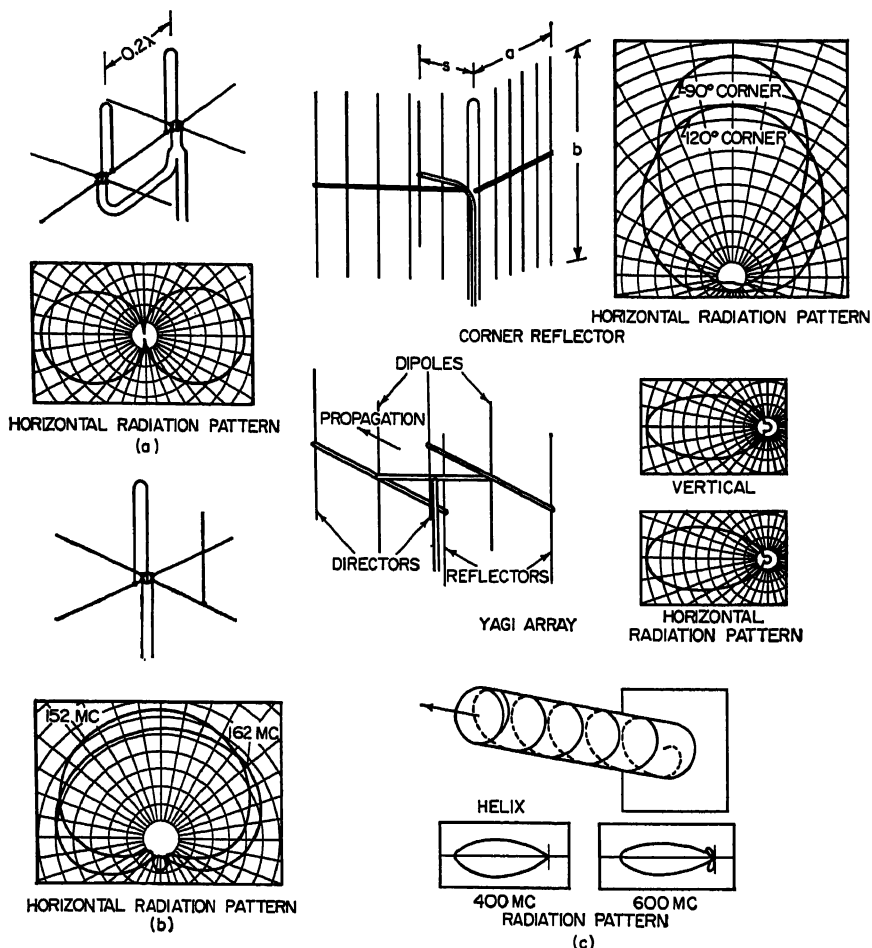 0.2λ
HORIZONTAL RADIATION PATTERN
(a)
152 MC
162 MC
HORIZONTAL RADIATION PATTERN
(b)
s
a
b
CORNER REFLECTOR
90° CORNER
120° CORNER
HORIZONTAL RADIATION PATTERN
DIPOLES
PROPAGATION
DIRECTORS
REFLECTORS
YAGI ARRAY
VERTICAL
HORIZONTAL
RADIATION PATTERN
HELIX
400 MC
600 MC
RADIATION PATTERN
(c)